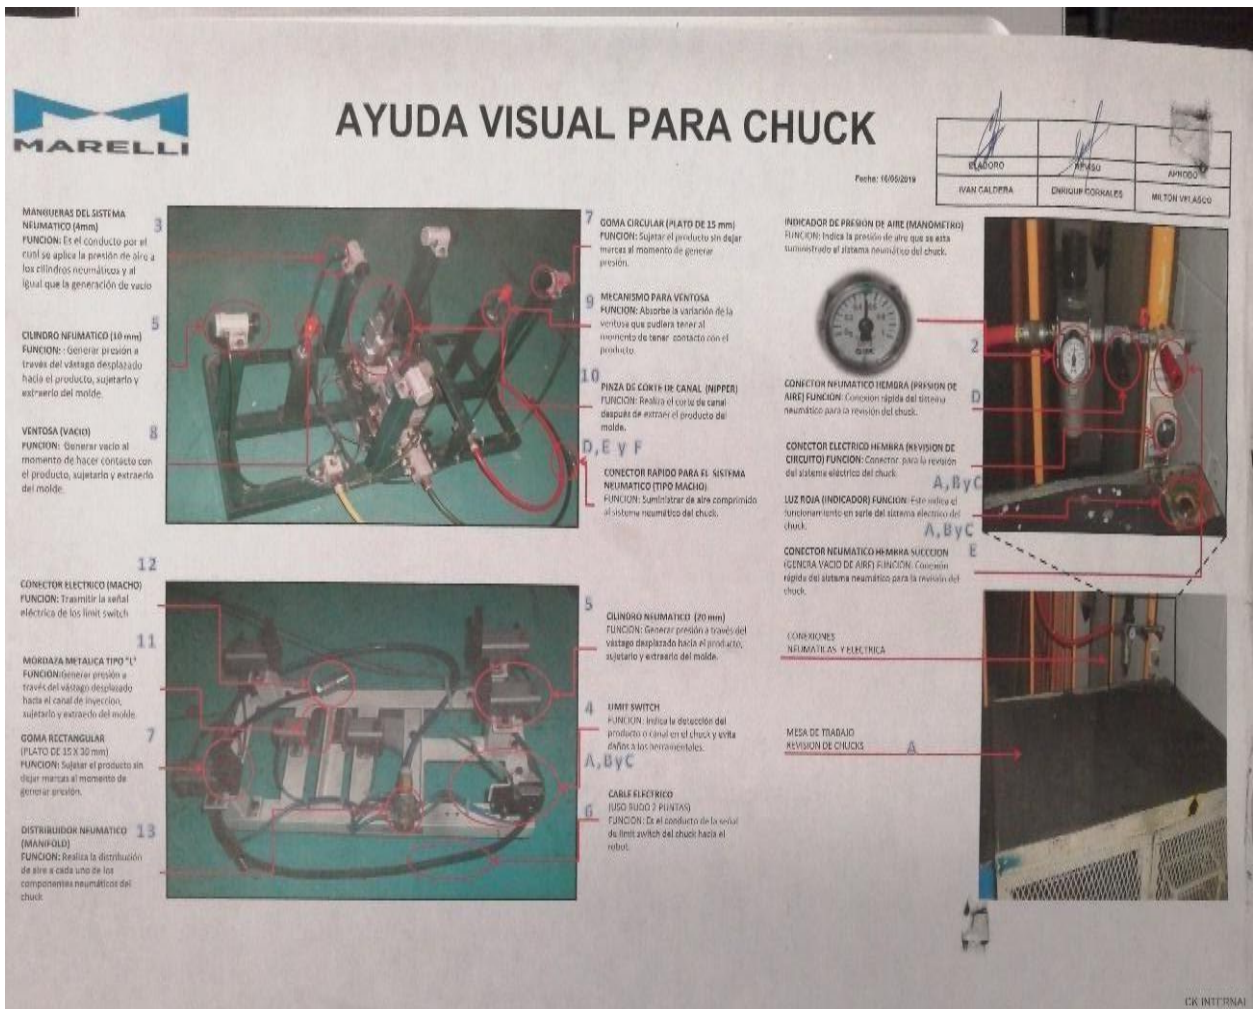 MARELLI
AYUDA VISUAL PARA CHUCK
Fecha: 16/05/2019
ELABORO
REVISO
APROBO
IVAN CALDERA
ENRIQUE CORRALES
MILTON VELASCO
MANGUERAS DEL SISTEMA
NEUMATICO (4mm)
3
FUNCION: Es el conducto por el
cual se aplica la presión de aire a
los cilindros neumáticos y al
igual que la generación de vacio
5
CILINDRO NEUMATICO (10 mm)
FUNCION: : Generar presión a
través del vástago desplazado
hacia el producto, sujetarlo y
extraerlo del molde.
VENTOSA (VACIO)
8
FUNCION: Generar vacio al
momento de hacer contacto con
el producto, sujetarlo y extraerlo
del molde.
7
GOMA CIRCULAR (PLATO DE 15 mm)
FUNCION: Sujetar el producto sin dejar
marcas al momento de generar
presión.
9
MECANISMO PARA VENTOSA
FUNCION: Absorbe la variación de la
ventosa que pudiera tener al
momento de tener contacto con el
producto.
10
PINZA DE CORTE DE CANAL (NIPPER)
FUNCION: Realiza el corte de canal
después de extraer el producto del
molde.
D,E y F
CONECTOR RAPIDO PARA EL SISTEMA
NEUMATICO (TIPO MACHO)
FUNCION: Suministrar de aire comprimido
al sistema neumático del chuck.
INDICADOR DE PRESION DE AIRE (MANOMETRO)
FUNCION: Indica la presión de aire que se esta
suministrado al sistema neumático del chuck.
2
CONECTOR NEUMATICO HEMBRA (PRESION DE
AIRE) FUNCION: Conexión rápida del sistema
neumático para la revisión del chuck.
D
CONECTOR ELECTRICO HEMBRA (REVISION DE
CIRCUITO) FUNCION: Conector para la revisión
del sistema eléctrico del chuck.
A,ByC
LUZ ROJA (INDICADOR) FUNCION: Este indica el
funcionamiento en serie del sistema electrico del
chuck.
A,ByC
CONECTOR NEUMATICO HEMBRA SUCCION
E
(GENERA VACIO DE AIRE) FUNCION: Conexión
rápida del sistema neumático para la revisión del
chuck.
12
CONECTOR ELECTRICO (MACHO)
FUNCION: Trasmitir la señal
eléctrica de los limit switch
11
MORDAZA METALICA TIPO "L"
FUNCION:Generar presión a
través del vástago desplazado
hacia el canal de inyeccion,
sujetarlo y extraerlo del molde.
GOMA RECTANGULAR
7
(PLATO DE 15 X 30 mm)
FUNCION: Sujetar el producto sin
dejar marcas al momento de
generar presión.
DISTRIBUIDOR NEUMATICO
13
(MANIFOLD)
FUNCION: Realiza la distribución
de aire a cada uno de los
componentes neumáticos del
chuck
5
CILINDRO NEUMATICO (20 mm)
FUNCION: Generar presión a través del
vástago desplazado hacia el producto,
sujetarlo y extraerlo del molde.
4
LIMIT SWITCH
FUNCION: Indica la detección del
producto o canal en el chuck y evita
daños a los herramentales.
A,ByC
CABLE ELECTRICO
6
(USO RUDO 2 PUNTAS)
FUNCION: Es el conducto de la señal
de limit switch del chuck hacia el
robot.
CONEXIONES
NEUMATICAS Y ELECTRICA
MESA DE TRABAJO
REVISION DE CHUCKS
A
CK INTERNAL